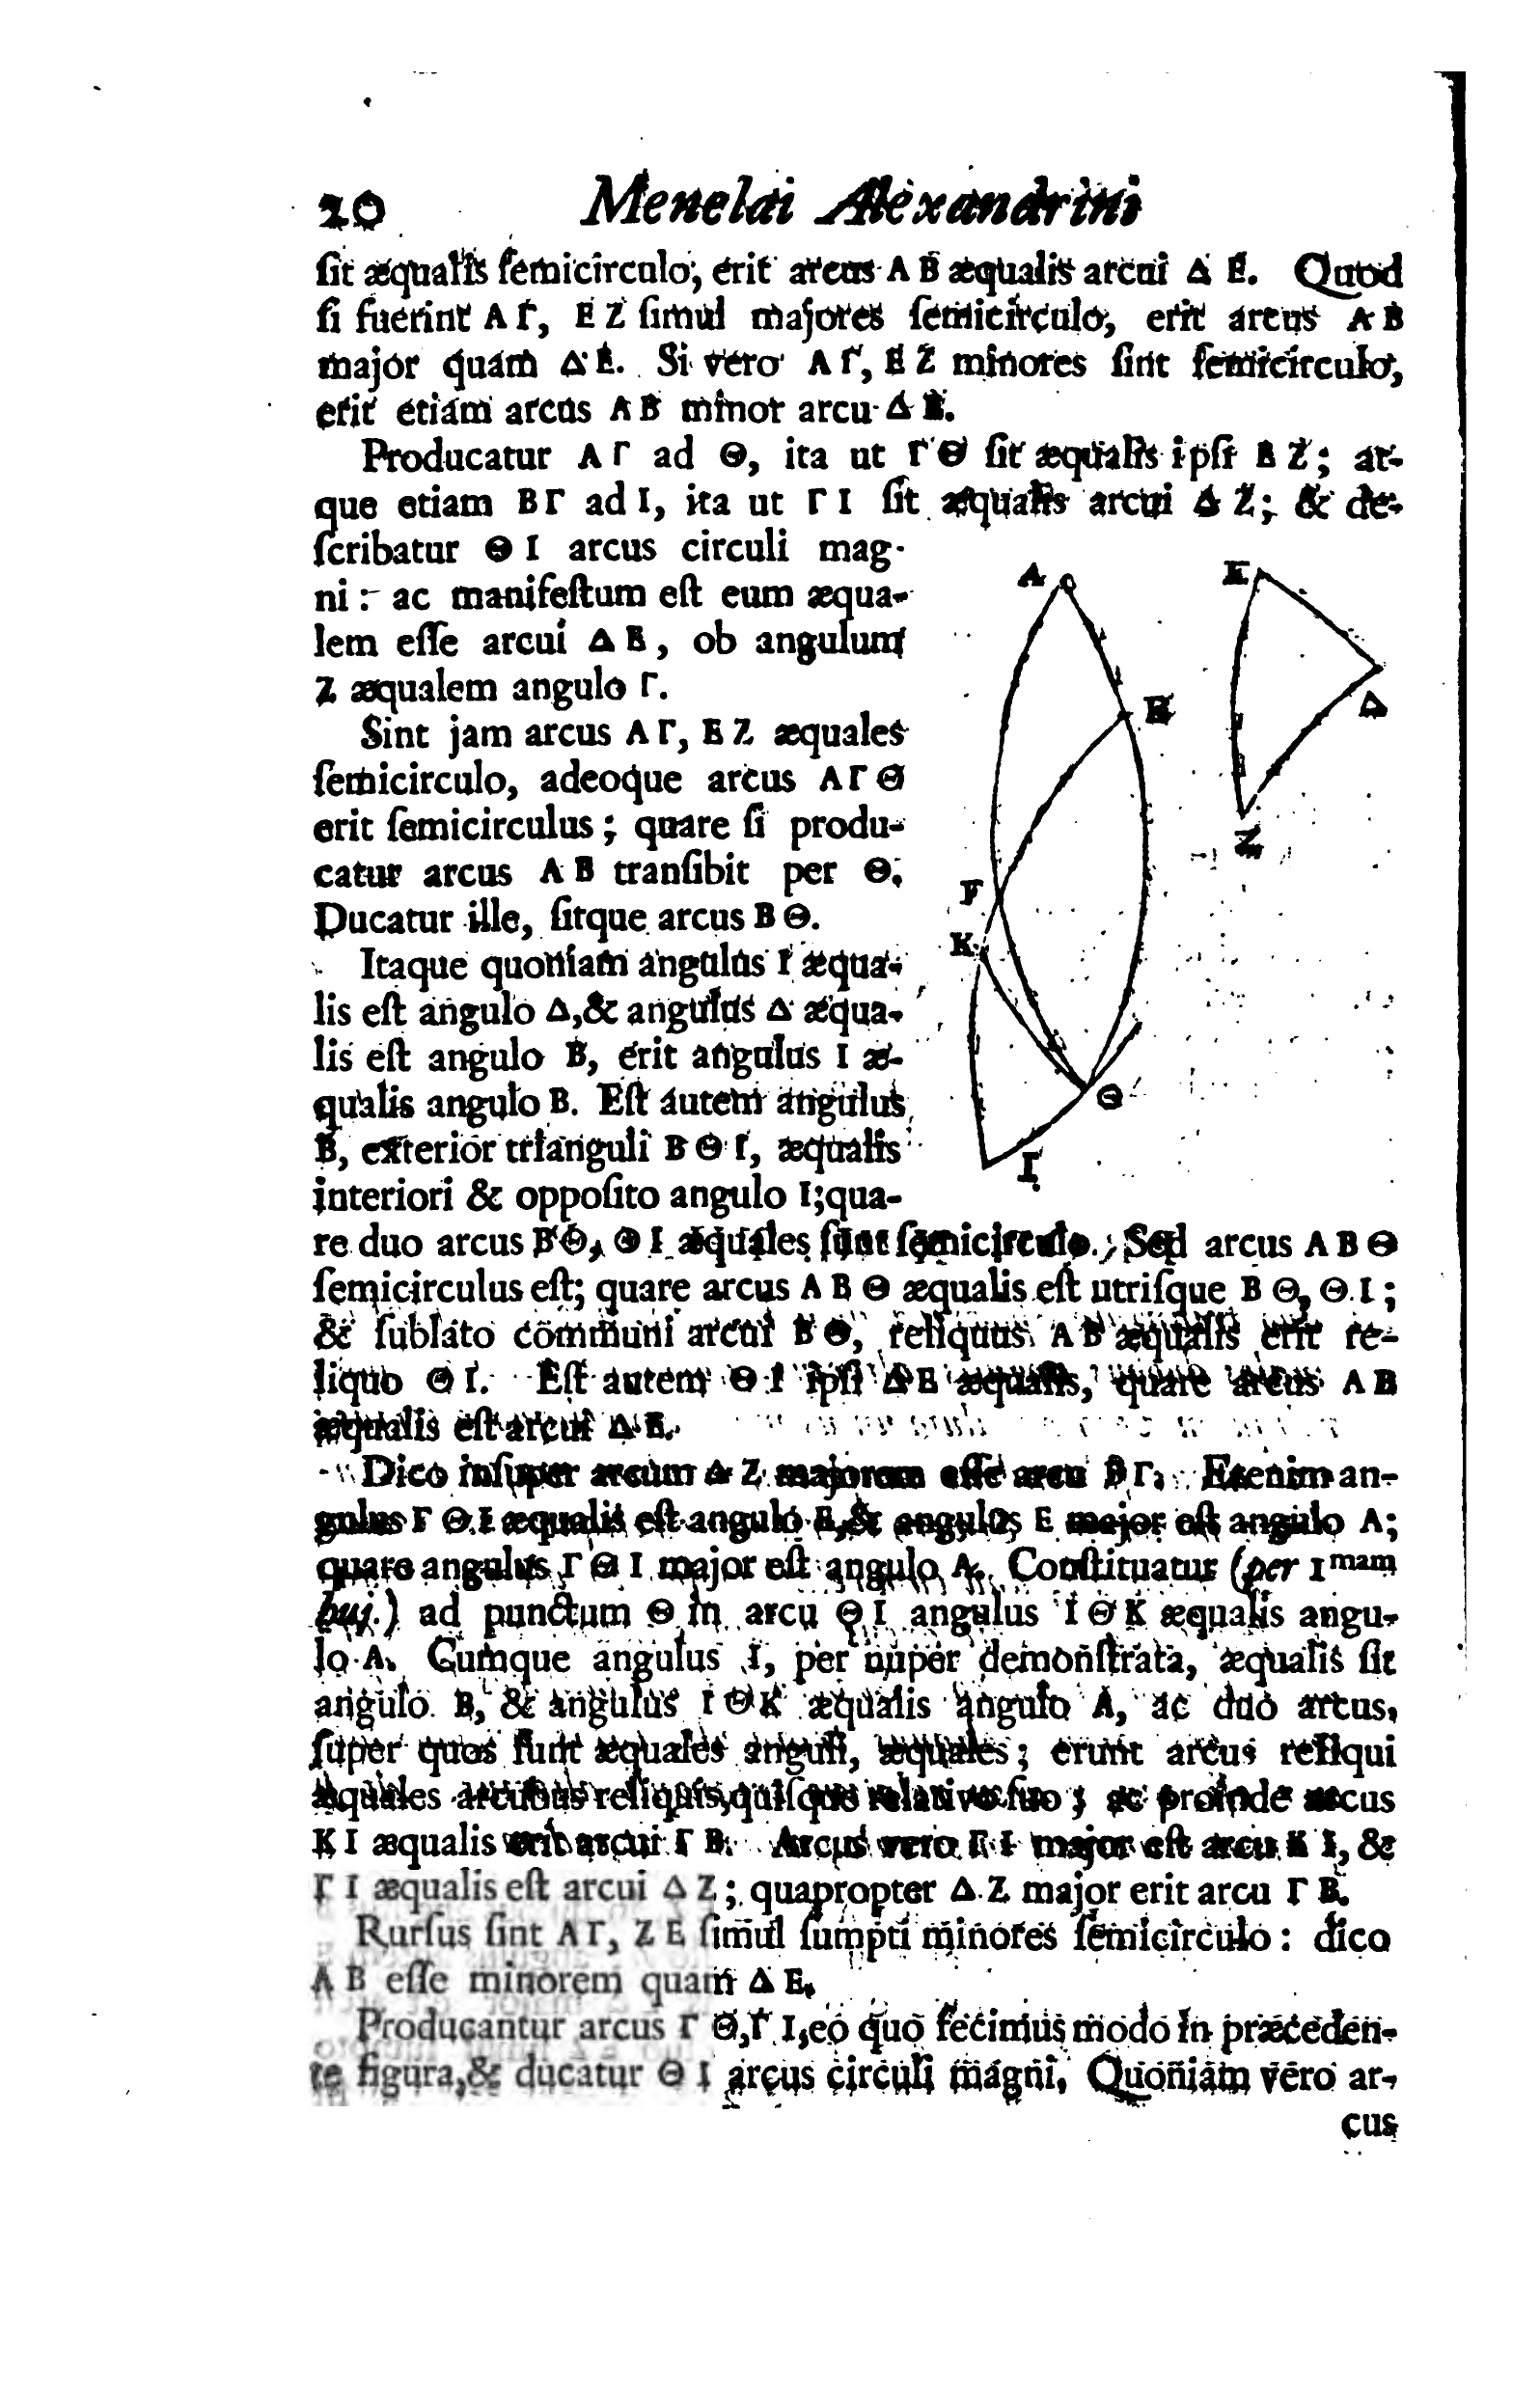 20 Menelai Alexandrini
ſit æqualis ſemicirculo, erit arcus Α Β æqualis arcui Δ Ε. Quod
ſi fuerint Α Γ, Ε Ζ ſimul majores ſemicirculo, erit arcus Α Β
major quam Δ Ε. Si vero Α Γ, Ε Ζ minores ſint ſemicirculo,
erit etiam arcus Α Β minor arcu Δ Ε.
Producatur Α Γ ad Θ, ita ut Γ Θ ſit æqualis ipſi Ε Ζ; at-
que etiam Β Γ ad Ι, ita ut Γ Ι ſit æqualis arcui Δ Ζ; & de-
ſcribatur Θ Ι arcus circuli mag-
ni: ac manifeſtum eſt eum æqua-
lem eſſe arcui Δ Ε, ob angulum
Ζ æqualem angulo Γ.
Sint jam arcus Α Γ, Ε Ζ æquales
ſemicirculo, adeoque arcus Α Γ Θ
erit ſemicirculus; quare ſi produ-
catur arcus Α Β tranſibit per Θ.
Ducatur ille, ſitque arcus Β Θ.
Itaque quoniam angulus Ι æqua-
lis eſt angulo Δ, & angulus Δ æqua-
lis eſt angulo Β, erit angulus Ι æ-
qualis angulo Β. Eſt autem angulus
Β, exterior trianguli Β Θ Ι, æqualis
interiori & oppoſito angulo Ι; qua-
re duo arcus Β Θ, Θ Ι æquales ſunt ſemicirculo. Sed arcus Α Β Θ
ſemicirculus eſt; quare arcus Α Β Θ æqualis eſt utriſque Β Θ, Θ Ι;
& ſublato communi arcui Β Θ, reliquus Α Β æqualis erit re-
liquo Θ Ι. Eſt autem Θ Ι ipſi Δ Ε æqualis, quare arcus Α Β
æqualis eſt arcui Δ Ε.
Dico inſuper arcum Δ Ζ majorem eſſe arcu Β Γ. Etenim an-
gulus Γ Θ Ι æqualis eſt angulo Ε, & angulus Ε major eſt angulo Α;
quare angulus Γ Θ Ι major eſt angulo Α. Conſtituatur (per 1mam
huj.) ad punctum Θ in arcu Θ Ι angulus Ι Θ Κ æqualis angu-
lo Α. Cumque angulus Ι, per nuper demonſtrata, æqualis ſit
angulo Β, & angulus Ι Θ Κ æqualis angulo Α, ac duo arcus,
ſuper quos ſunt æquales anguli, æquales; erunt arcus reliqui
æquales arcubus reliquis, quiſque relativo ſuo; ac proinde arcus
Κ Ι æqualis erit arcui Γ Β. Arcus vero Γ Ι major eſt arcu Κ Ι, &
Γ Ι æqualis eſt arcui Δ Ζ; quapropter Δ Ζ major erit arcu Γ Β.
Rurſus ſint Α Γ, Ζ Ε ſimul ſumpti minores ſemicirculo: dico
Α Β eſſe minorem quam Δ Ε.
Producantur arcus Γ Θ, Γ Ι, eo quo fecimus modo in præceden-
te figura, & ducatur Θ Ι arcus circuli magni. Quoniam vero ar-
cus
Α
Ε
Β
Δ
Ζ
Γ
Κ
Θ
Ι